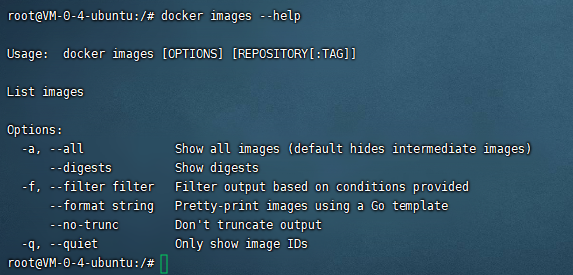 root@VM-0-4-ubuntu:/# docker images --help
Usage:  docker images [OPTIONS] [REPOSITORY[:TAG]]
List images
Options:
  -a, --all             Show all images (default hides intermediate images)
      --digests         Show digests
  -f, --filter filter   Filter output based on conditions provided
      --format string   Pretty-print images using a Go template
      --no-trunc        Don't truncate output
  -q, --quiet           Only show image IDs
root@VM-0-4-ubuntu:/#